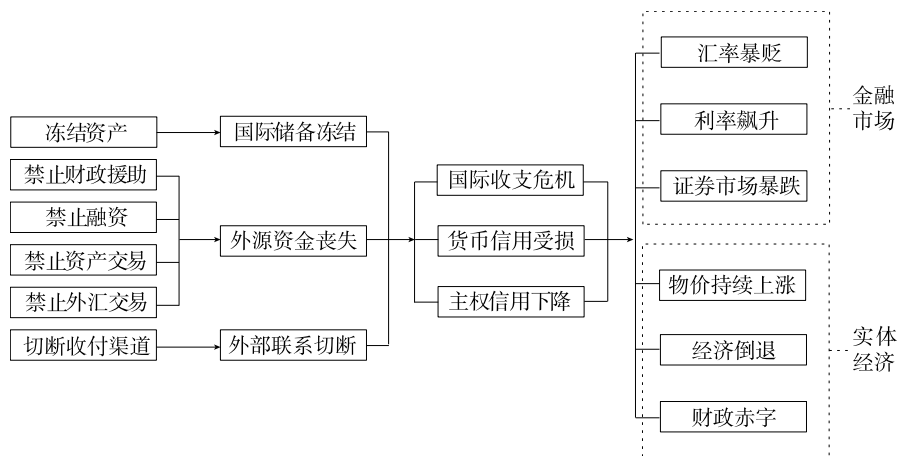 冻结资产
禁止财政援助
禁止融资
禁止资产交易
禁止外汇交易
切断收付渠道
国际储备冻结
外源资金丧失
外部联系切断
国际收支危机
货币信用受损
主权信用下降
汇率暴贬
利率飙升
证券市场暴跌
金融
市场
物价持续上涨
经济倒退
财政赤字
实体
经济